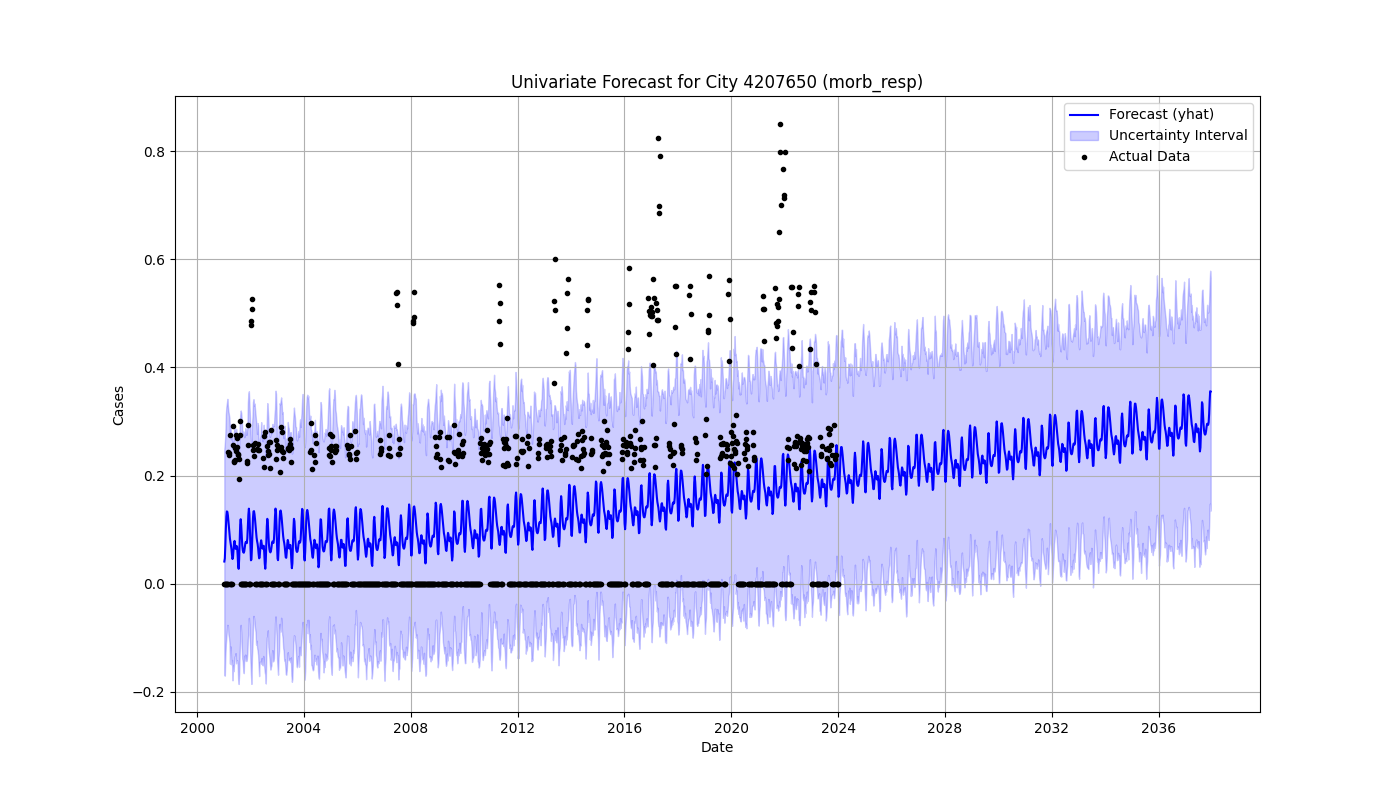 Univariate Forecast for City 4207650 (morb_resp)
Forecast (yhat)
Uncertainty Interval
Actual Data
Cases
0.8
0.6
0.4
0.2
0.0
−0.2
2000 2004 2008 2012 2016 2020 2024 2028 2032 2036
Date